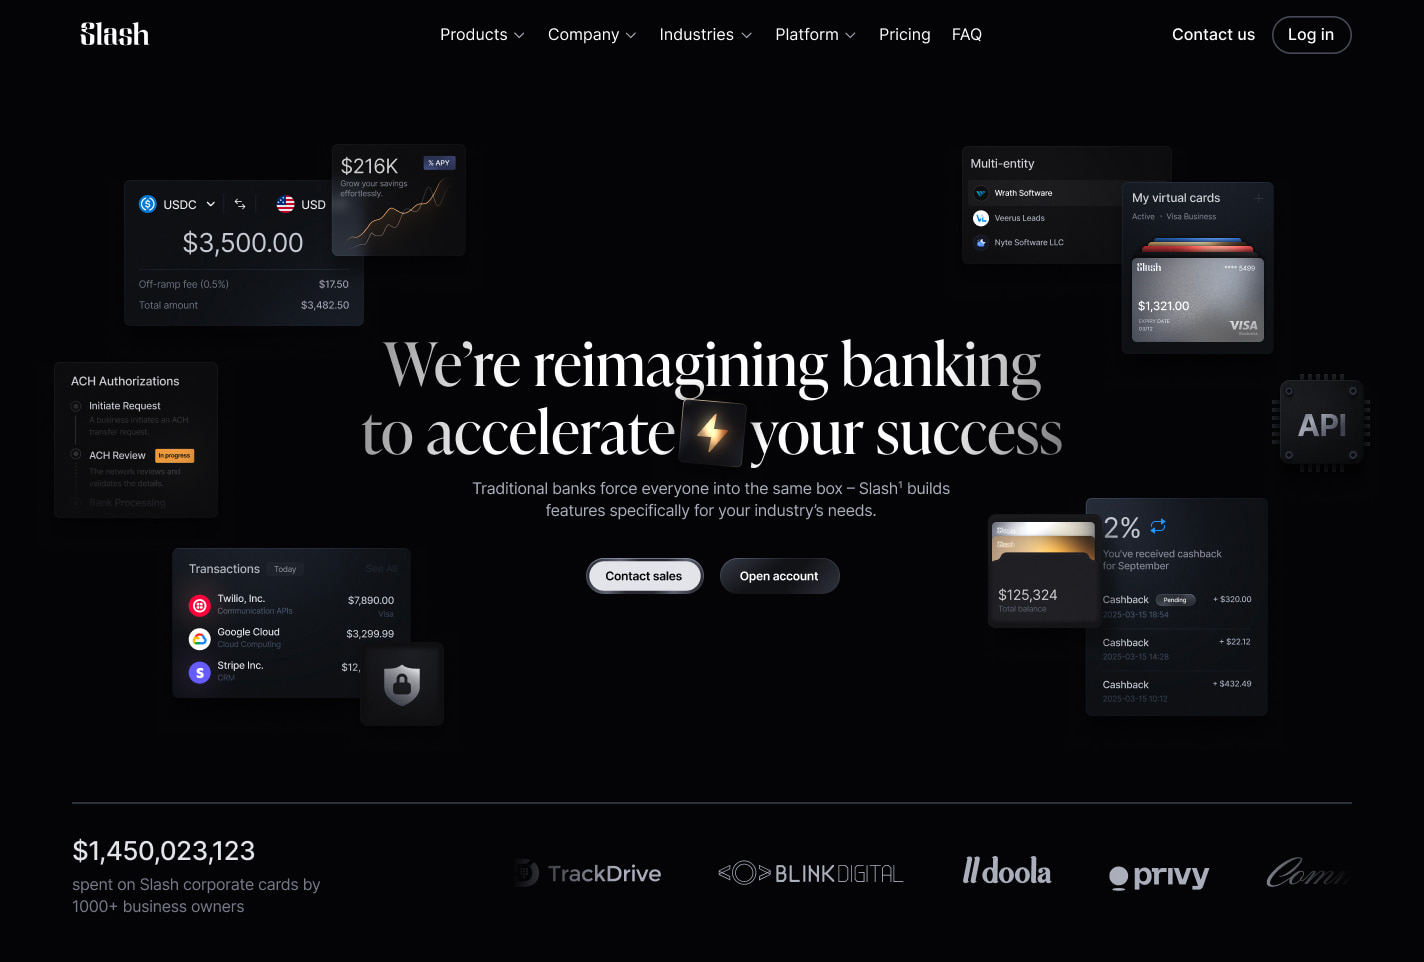 Slash
Products
Company
Industries
Platform
Pricing
FAQ
Contact us
Log in
$216K
% APY
Grow your savings
effortlessly.
USDC
USD
$3,500.00
Off-ramp fee (0.5%)
$17.50
Total amount
$3,482.50
Multi-entity
Wrath Software
Veerus Leads
Nyte Software LLC
My virtual cards
Active • Visa Business
Slash
**** 5499
$1,321.00
EXPIRY DATE
03/12
VISA
Business
We're reimagining banking
to accelerate your success
Traditional banks force everyone into the same box – Slash¹ builds
features specifically for your industry's needs.
Contact sales
Open account
ACH Authorizations
Initiate Request
A business initiates an ACH
transfer request.
ACH Review
In progress
The network reviews and
validates the details.
Bank Processing
API
Transactions
Today
See All
Twilio, Inc.
$7,890.00
Communication APIs
Visa
Google Cloud
$3,299.99
Cloud Computing
Stripe Inc.
$12,
CRM
Slash
Slash
$125,324
Total balance
2%
You've received cashback
for September
Cashback
Pending
+ $320.00
2025-03-15 18:54
Cashback
+ $22.12
2025-03-15 14:28
Cashback
+ $432.49
2025-03-15 10:12
$1,450,023,123
spent on Slash corporate cards by
1000+ business owners
TrackDrive
<O> BLINKDIGITAL
doola
privy
Comm